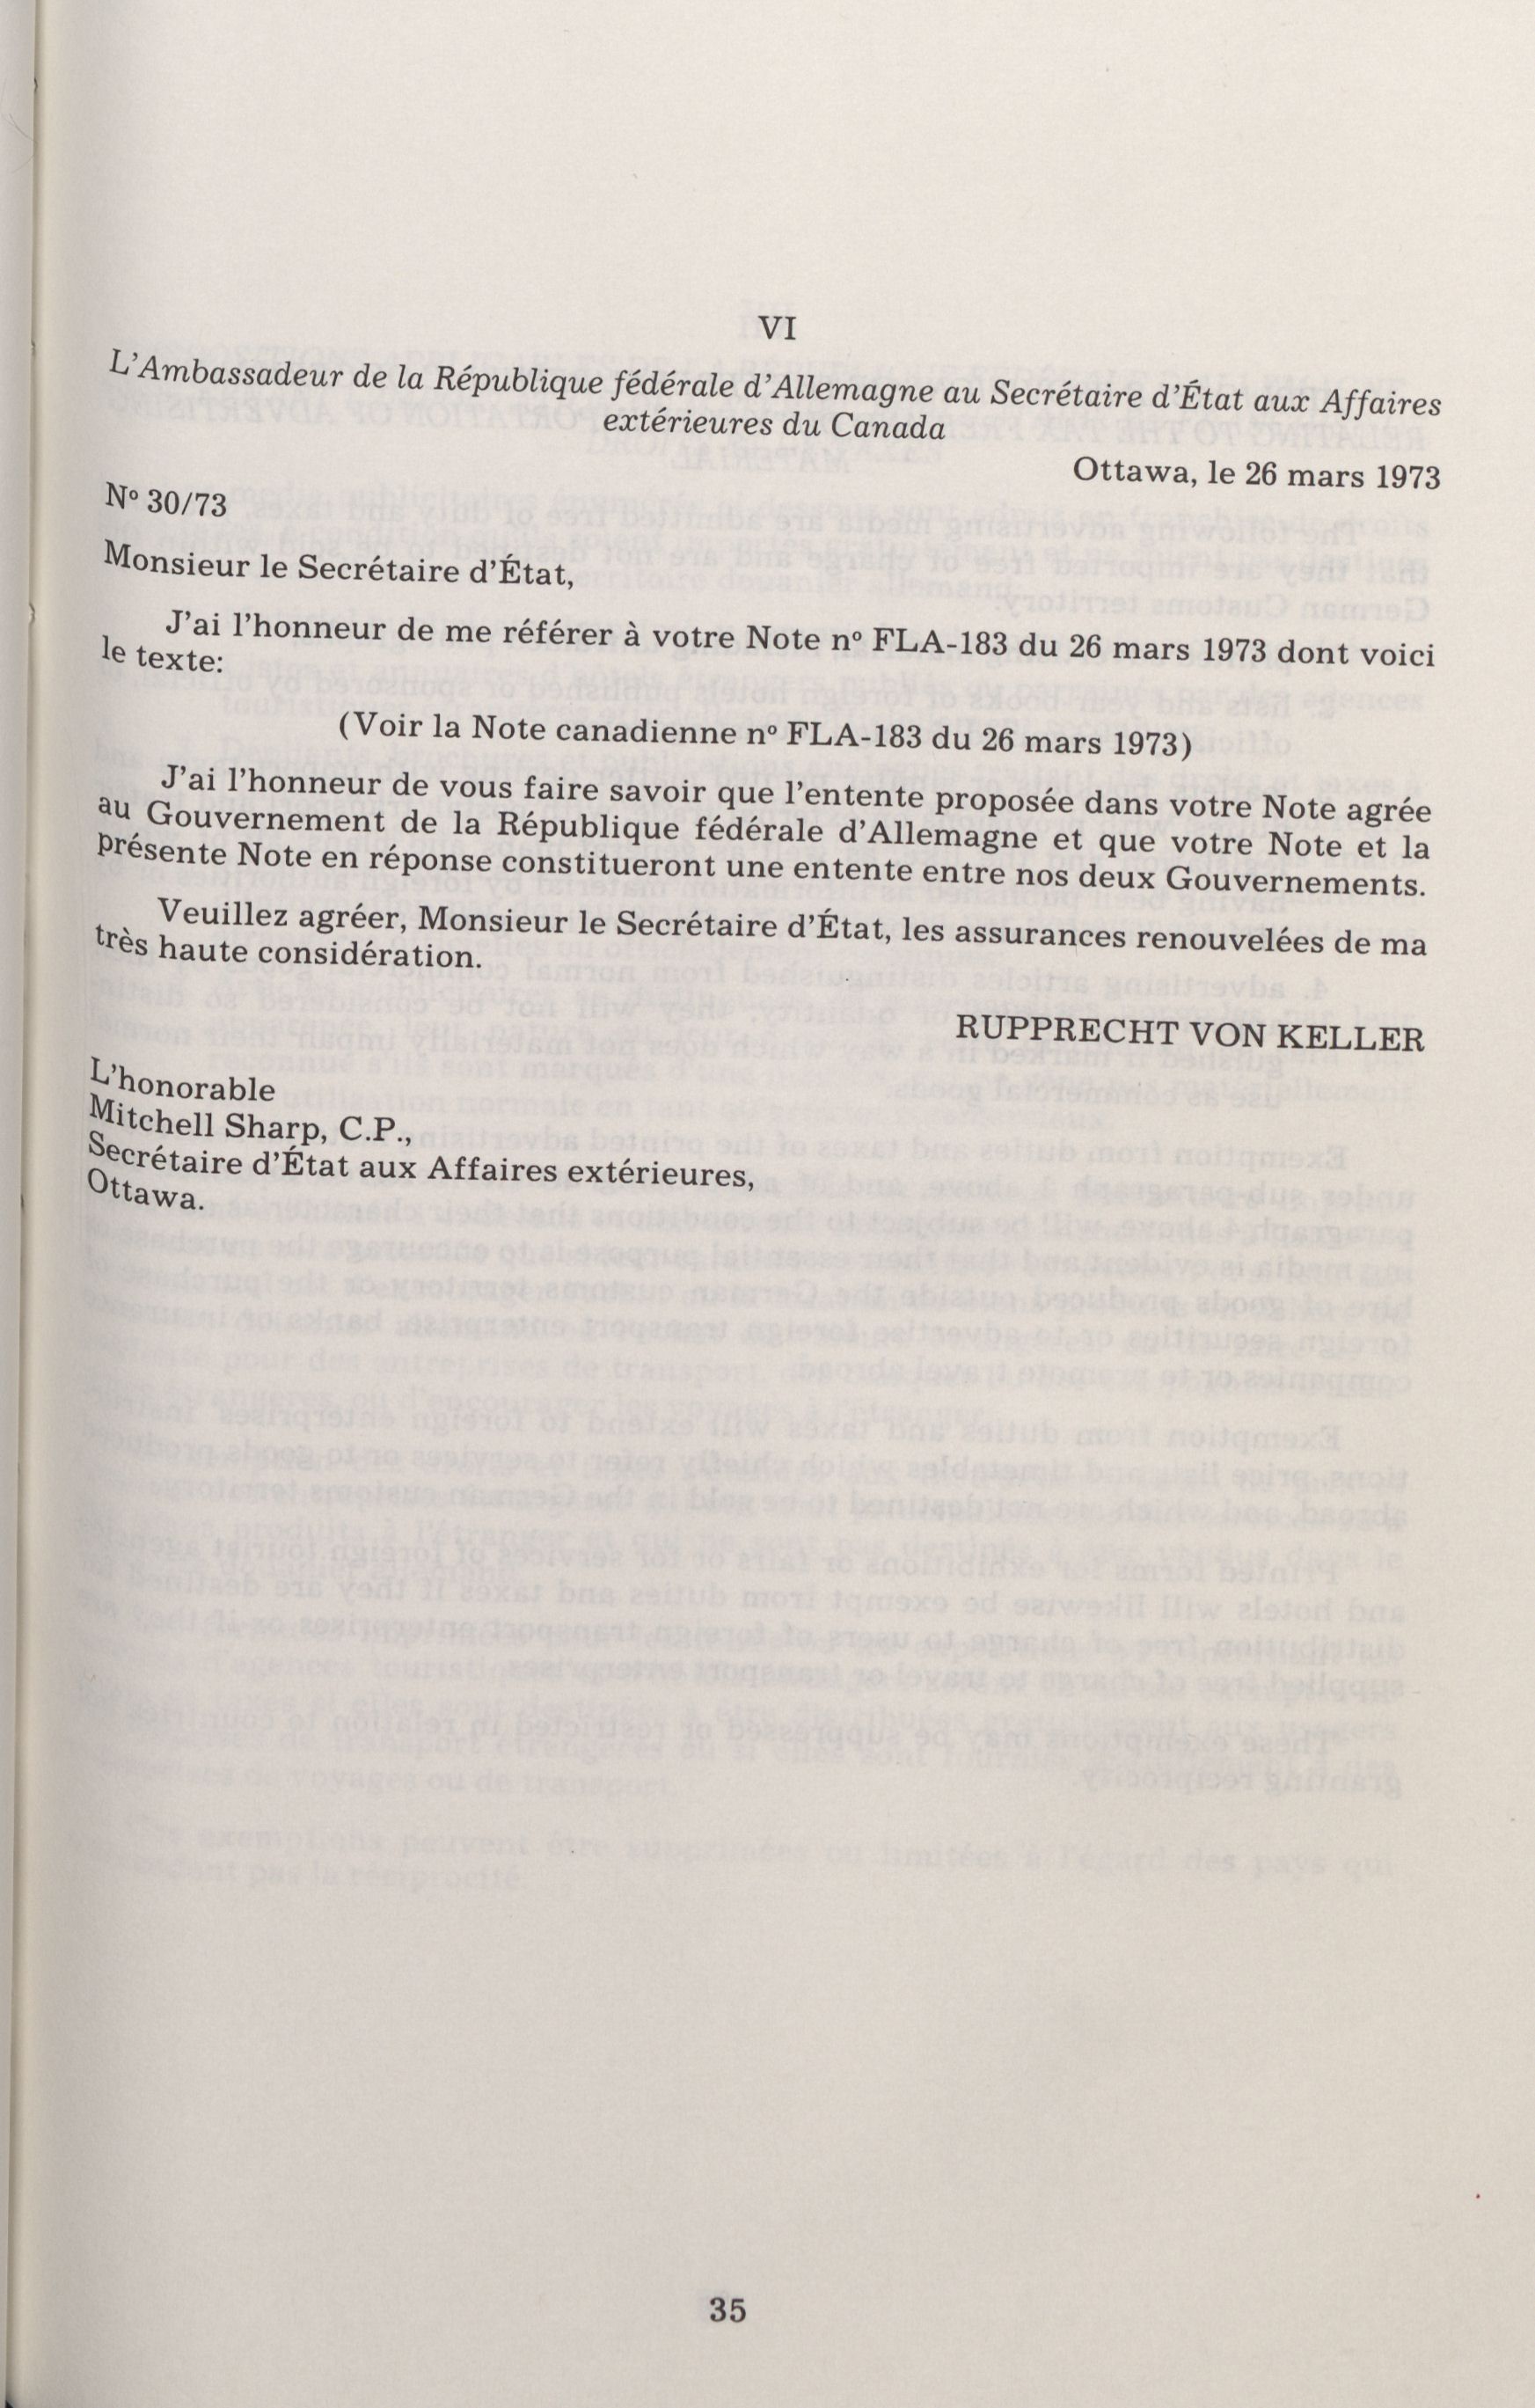 VI
L'Ambassadeur de la République fédérale d'Allemagne au Secrétaire d'État aux Affaires
extérieures du Canada
Ottawa, le 26 mars 1973
Nº 30/73
Monsieur le Secrétaire d'État,
J'ai l'honneur de me référer à votre Note nº FLA-183 du 26 mars 1973 dont voici
le texte:
(Voir la Note canadienne nº FLA-183 du 26 mars 1973)
J'ai l'honneur de vous faire savoir que l'entente proposée dans votre Note agrée
au Gouvernement de la République fédérale d'Allemagne et que votre Note et la
présente Note en réponse constitueront une entente entre nos deux Gouvernements.
Veuillez agréer, Monsieur le Secrétaire d'État, les assurances renouvelées de ma
très haute considération.
RUPPRECHT VON KELLER
L'honorable
Mitchell Sharp, C.P.,
Secrétaire d'État aux Affaires extérieures,
Ottawa.
35